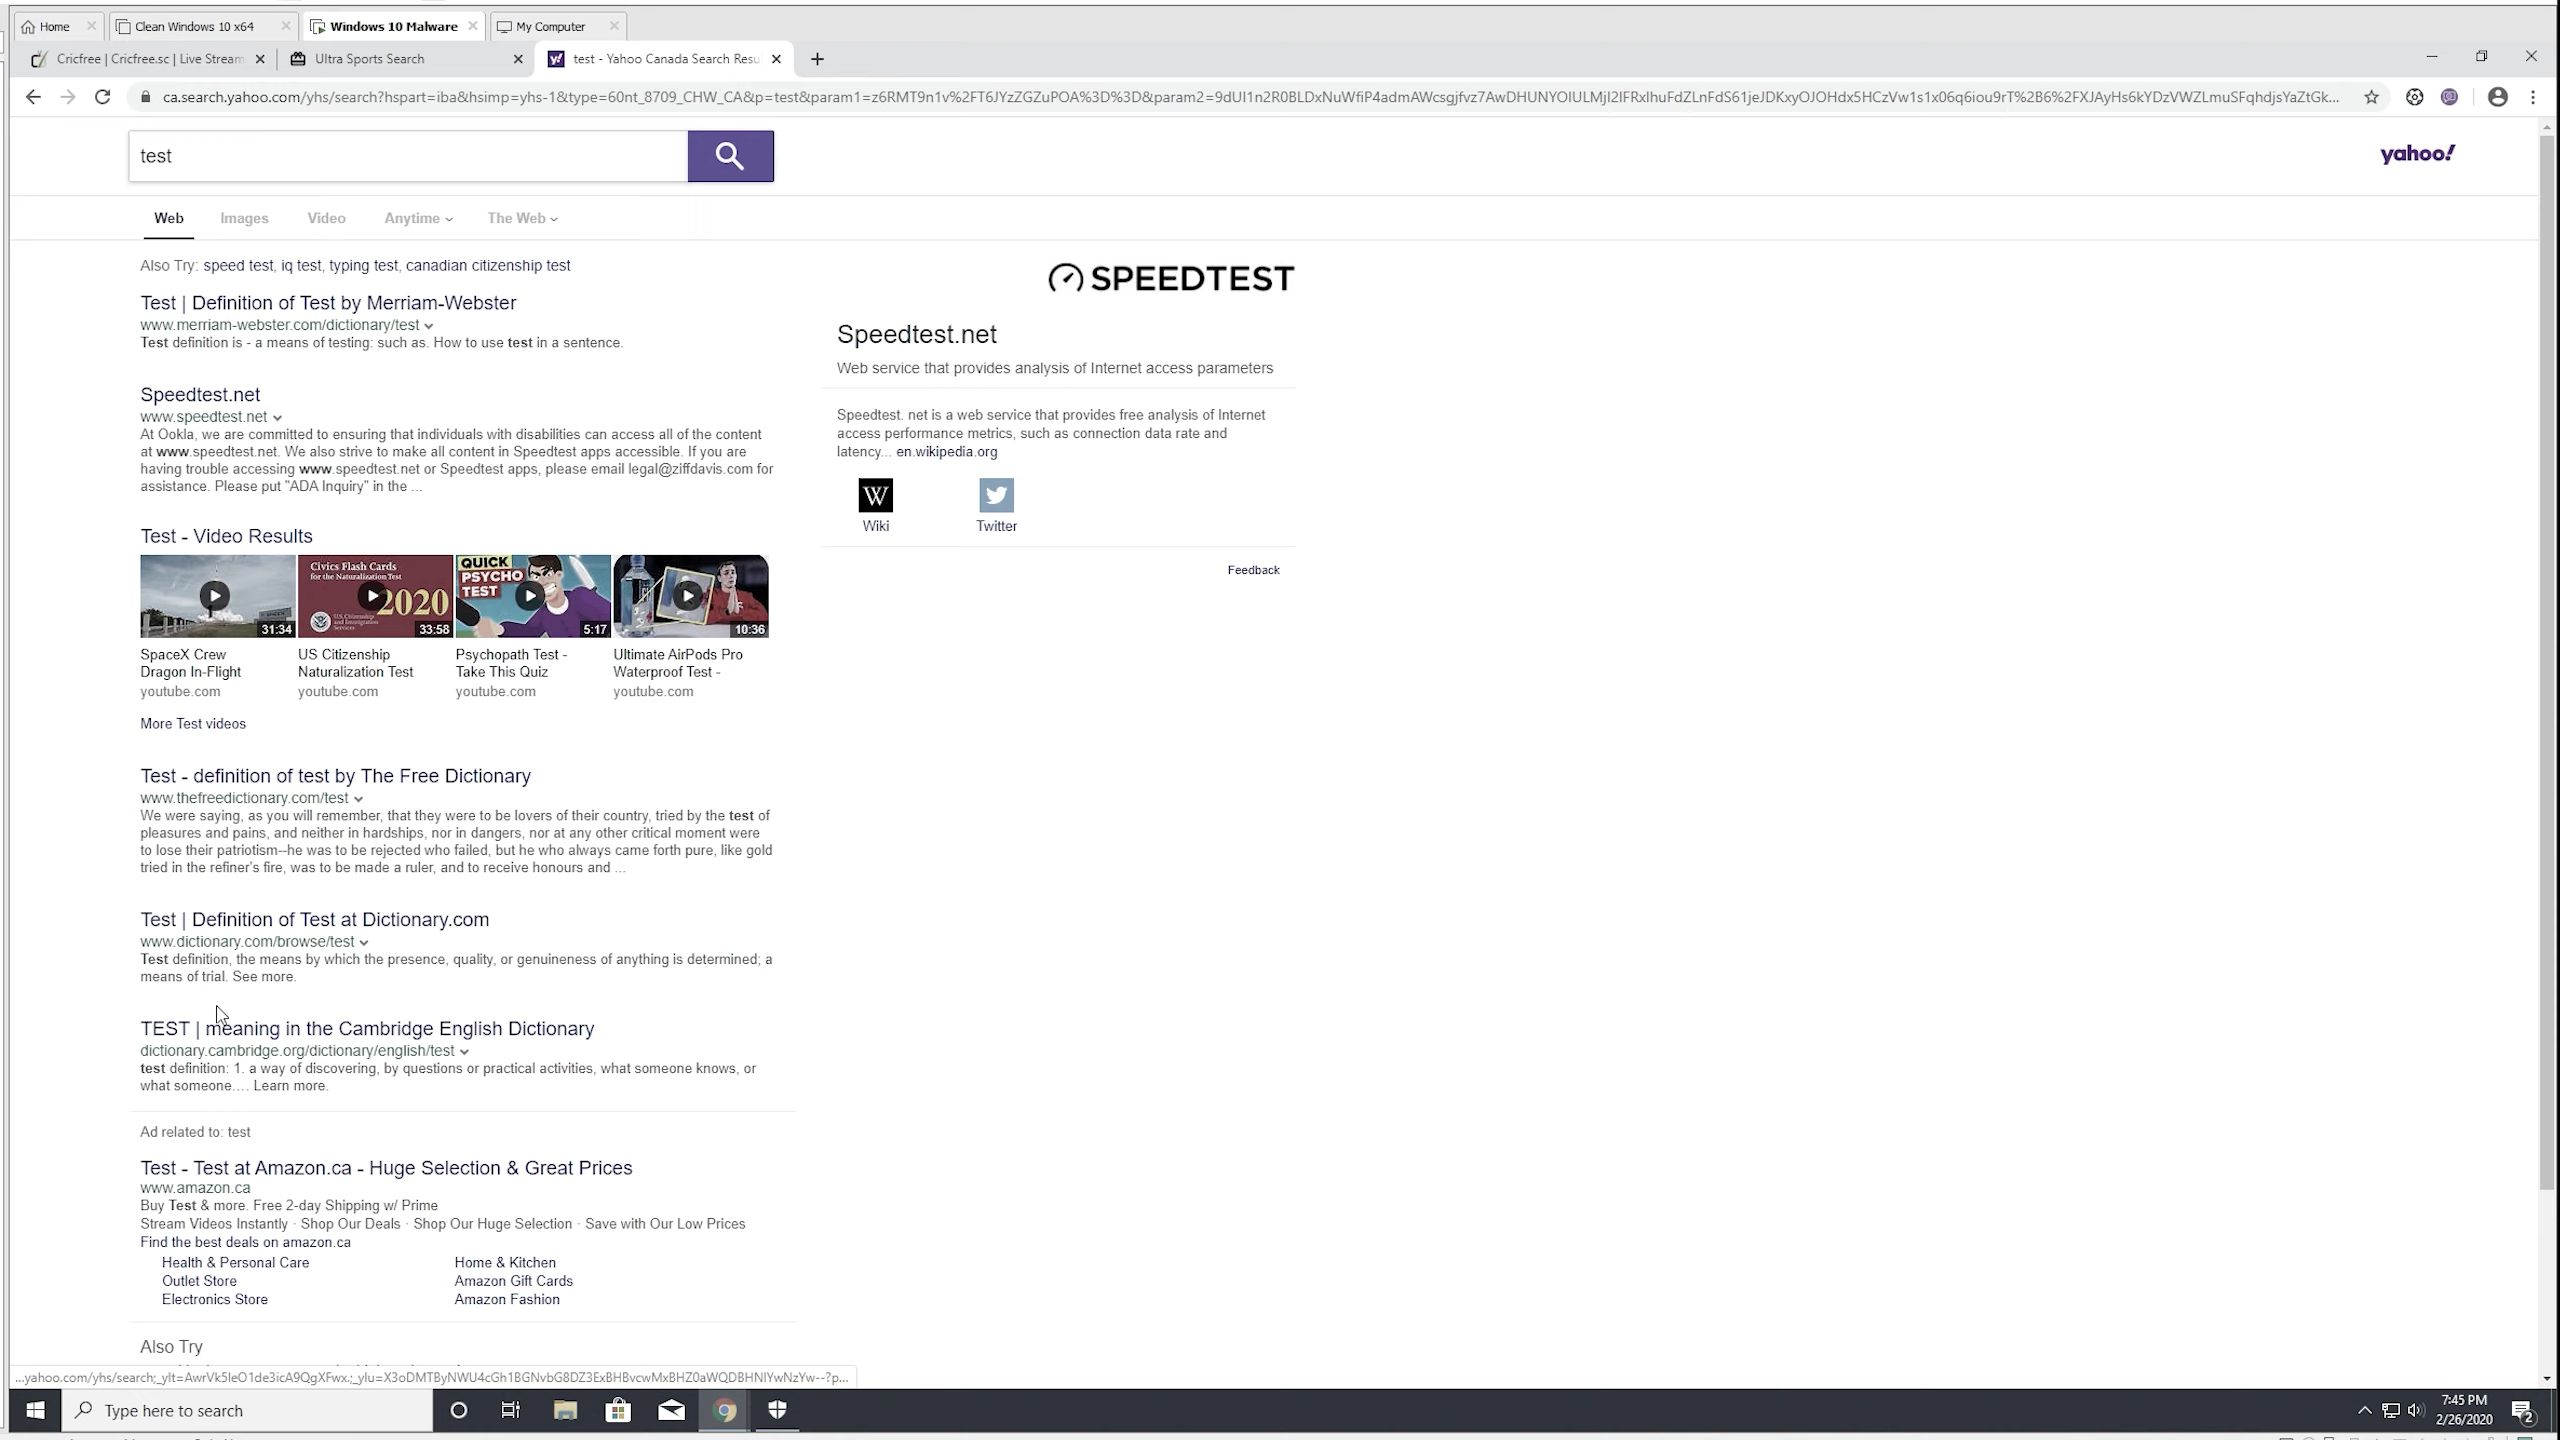 Home
Clean Windows 10 x64
Windows 10 Malware
My Computer
Cricfree | Cricfree.sc | Live Stream
Ultra Sports Search
test - Yahoo Canada Search Resu
test
yahoo!
Web
Images
Video
Anytime
The Web
Also Try: speed test, iq test, typing test, canadian citizenship test
Test | Definition of Test by Merriam-Webster
www.merriam-webster.com/dictionary/test
Test definition is - a means of testing: such as. How to use test in a sentence.
Speedtest.net
www.speedtest.net
At Ookla, we are committed to ensuring that individuals with disabilities can access all of the content
at www.speedtest.net. We also strive to make all content in Speedtest apps accessible. If you are
having trouble accessing www.speedtest.net or Speedtest apps, please email legal@ziffdavis.com for
assistance. Please put "ADA Inquiry" in the ...
Test - Video Results
Civics Flash Cards
for the Naturalization Test
2020
QUICK
PSYCHO
TEST
31:34
33:58
5:17
10:36
SpaceX Crew
Dragon In-Flight
youtube.com
US Citizenship
Naturalization Test
youtube.com
Psychopath Test -
Take This Quiz
youtube.com
Ultimate AirPods Pro
Waterproof Test -
youtube.com
More Test videos
Test - definition of test by The Free Dictionary
www.thefreedictionary.com/test
We were saying, as you will remember, that they were to be lovers of their country, tried by the test of
pleasures and pains, and neither in hardships, nor in dangers, nor at any other critical moment were
to lose their patriotism--he was to be rejected who failed, but he who always came forth pure, like gold
tried in the refiner's fire, was to be made a ruler, and to receive honours and ...
Test | Definition of Test at Dictionary.com
www.dictionary.com/browse/test
Test definition, the means by which the presence, quality, or genuineness of anything is determined; a
means of trial. See more.
TEST | meaning in the Cambridge English Dictionary
dictionary.cambridge.org/dictionary/english/test
test definition: 1. a way of discovering, by questions or practical activities, what someone knows, or
what someone.... Learn more.
Ad related to: test
Test - Test at Amazon.ca - Huge Selection & Great Prices
www.amazon.ca
Buy Test & more. Free 2-day Shipping w/ Prime
Stream Videos Instantly · Shop Our Deals · Shop Our Huge Selection · Save with Our Low Prices
Find the best deals on amazon.ca
Health & Personal Care
Home & Kitchen
Outlet Store
Amazon Gift Cards
Electronics Store
Amazon Fashion
Also Try
SPEEDTEST
Speedtest.net
Web service that provides analysis of Internet access parameters
Speedtest. net is a web service that provides free analysis of Internet
access performance metrics, such as connection data rate and
latency... en.wikipedia.org
W
Wiki
Twitter
Feedback
Type here to search
7:45 PM
2/26/2020
2